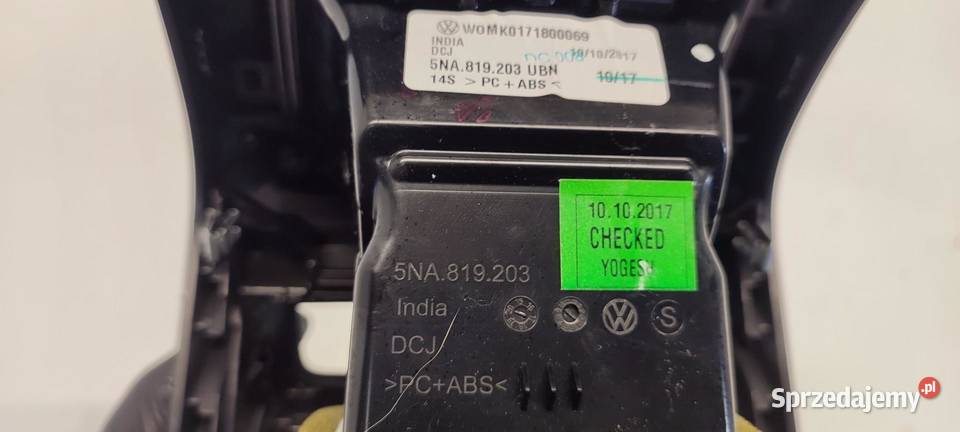 WOMK0171800069
INDIA 10/10/2017
DCJ
5NA.819.203 UBN
14S >PC+ABS< 10/17
10.10.2017
CHECKED
YOGESH
5NA.819.203
India
DCJ
S
>PC+ABS<
Sprzedajemy.pl